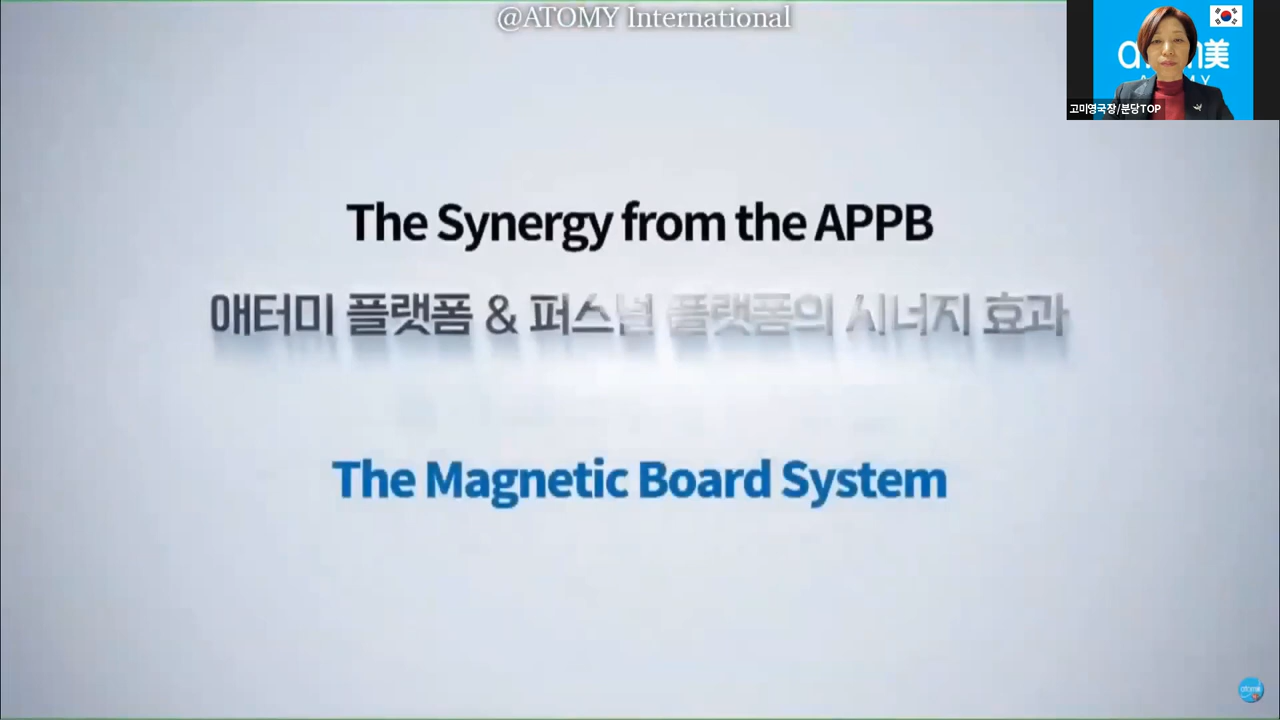 @ATOMY International
고미영국장/분당TOP
The Synergy from the APPB
애터미 플랫폼 & 퍼스널 플랫폼의 시너지 효과
The Magnetic Board System